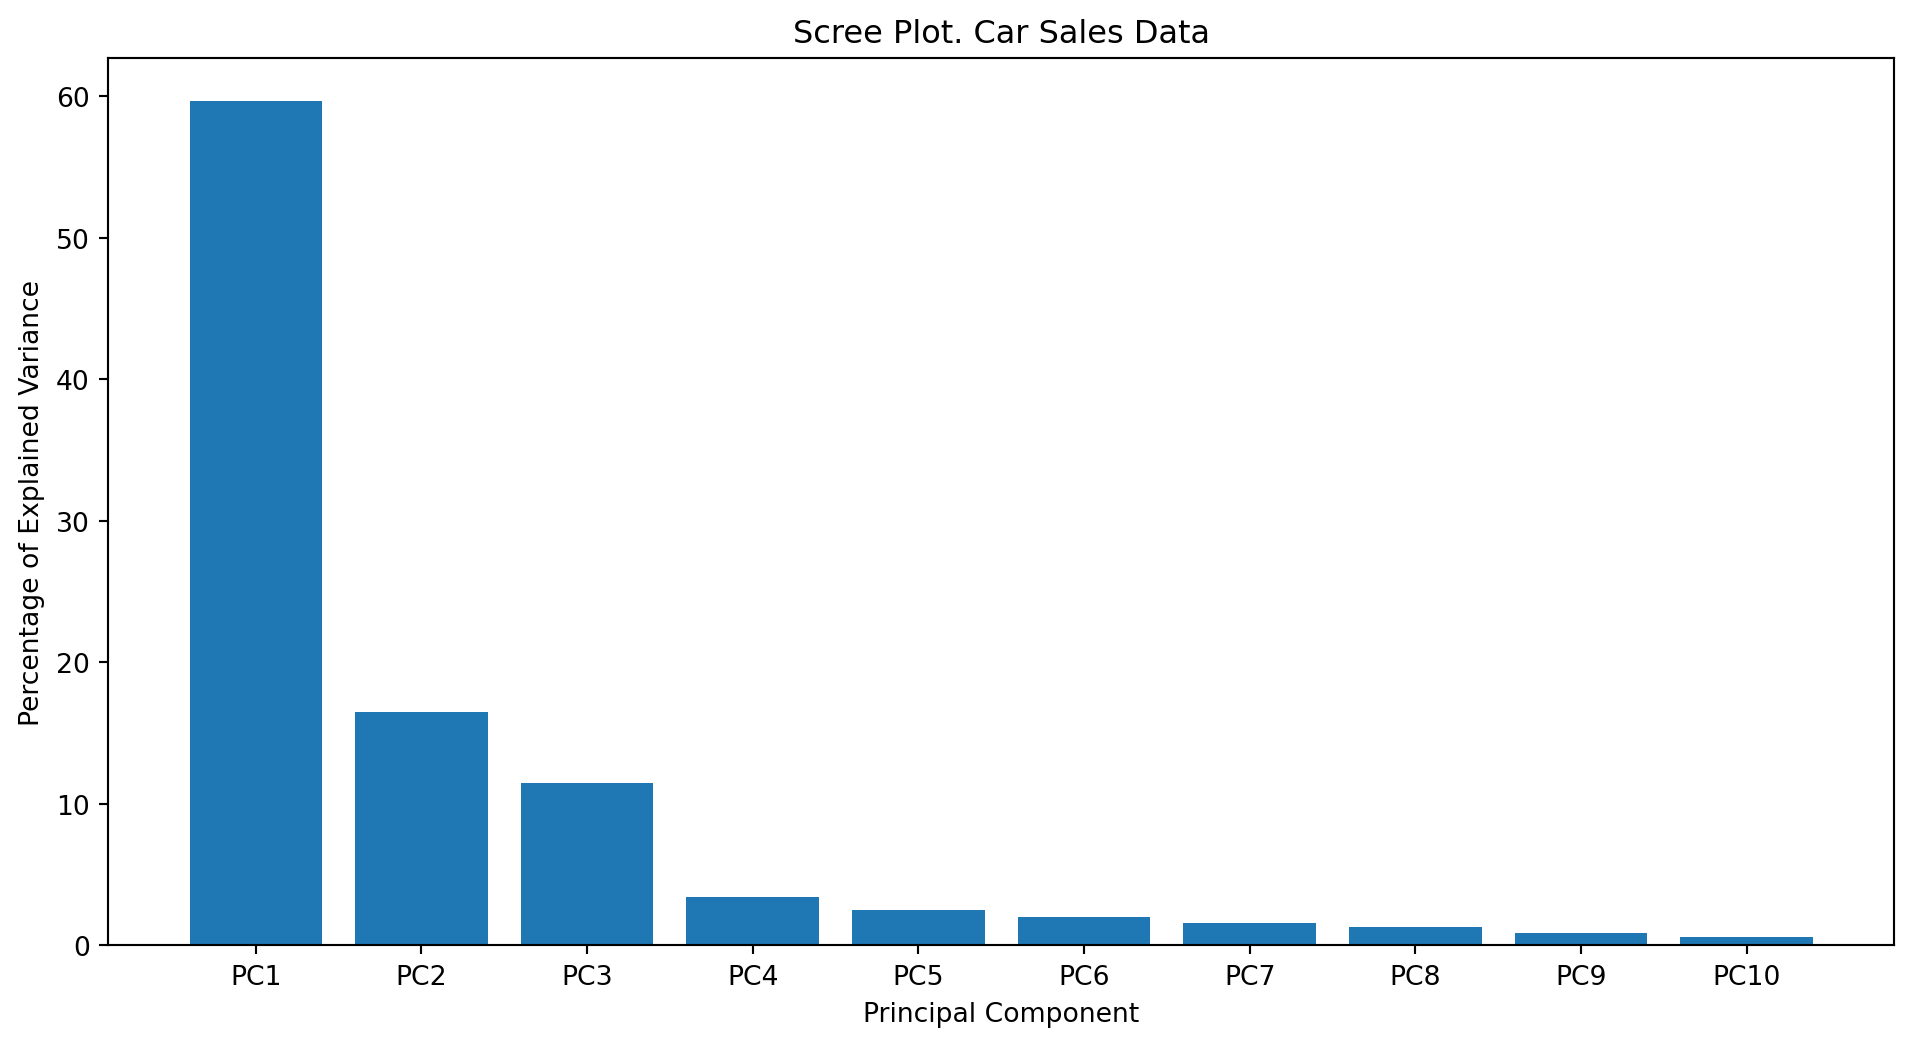 Scree Plot. Car Sales Data
Percentage of Explained Variance
60
50
40
30
20
10
0
PC1 PC2 PC3 PC4 PC5 PC6 PC7 PC8 PC9 PC10
Principal Component